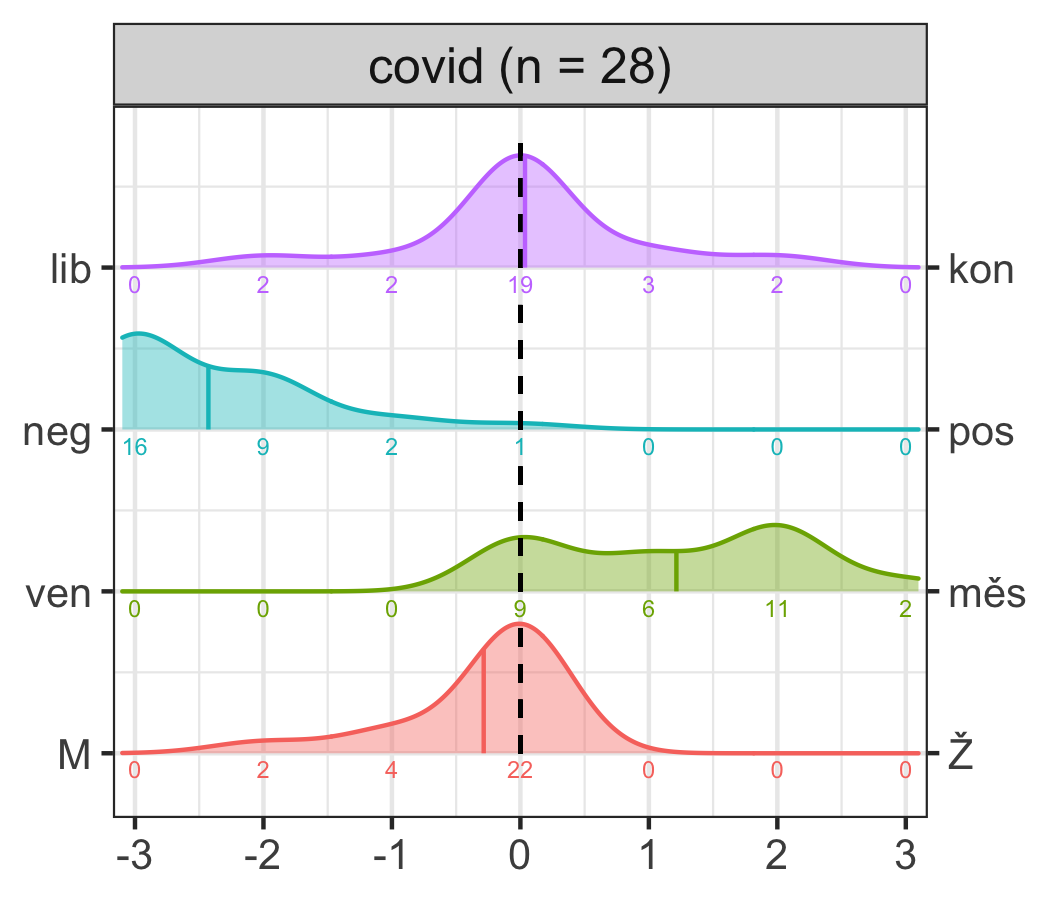 covid (n = 28)
lib kon
0 2 2 19 3 2 0
neg pos
16 9 2 1 0 0 0
ven měs
0 0 0 9 6 11 2
M Ž
0 2 4 22 0 0 0
-3 -2 -1 0 1 2 3